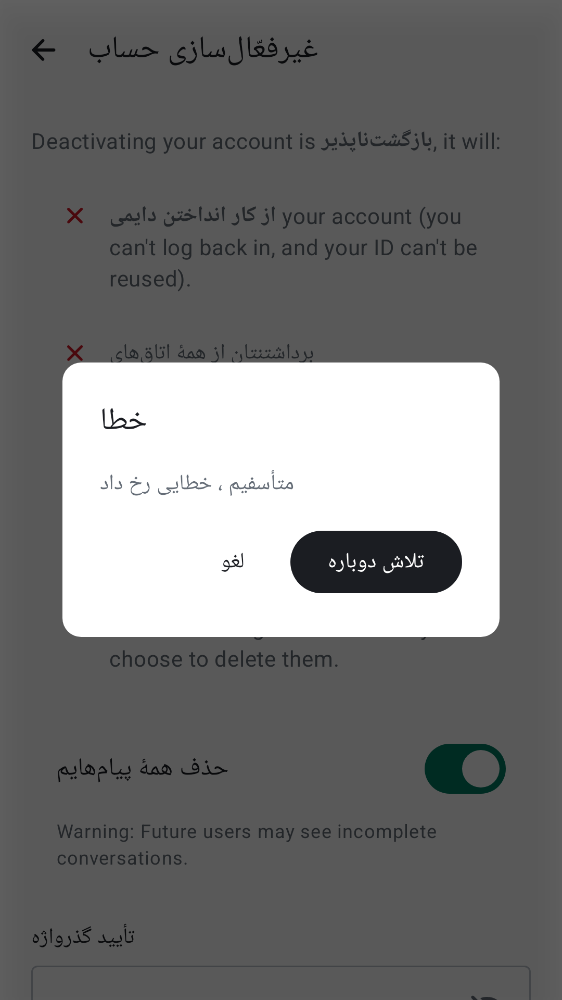 غیرفعّال‌سازی حساب
Deactivating your account is بازگشت‌ناپذیر, it will:
از کار انداختن دایمی your account (you
can't log back in, and your ID can't be
reused).
برداشتنتان از همهٔ اتاق‌های
خطا
متأسفیم ، خطایی رخ داد
لغو
تلاش دوباره
choose to delete them.
حذف همهٔ پیام‌هایم
Warning: Future users may see incomplete
conversations.
تأیید گذرواژه